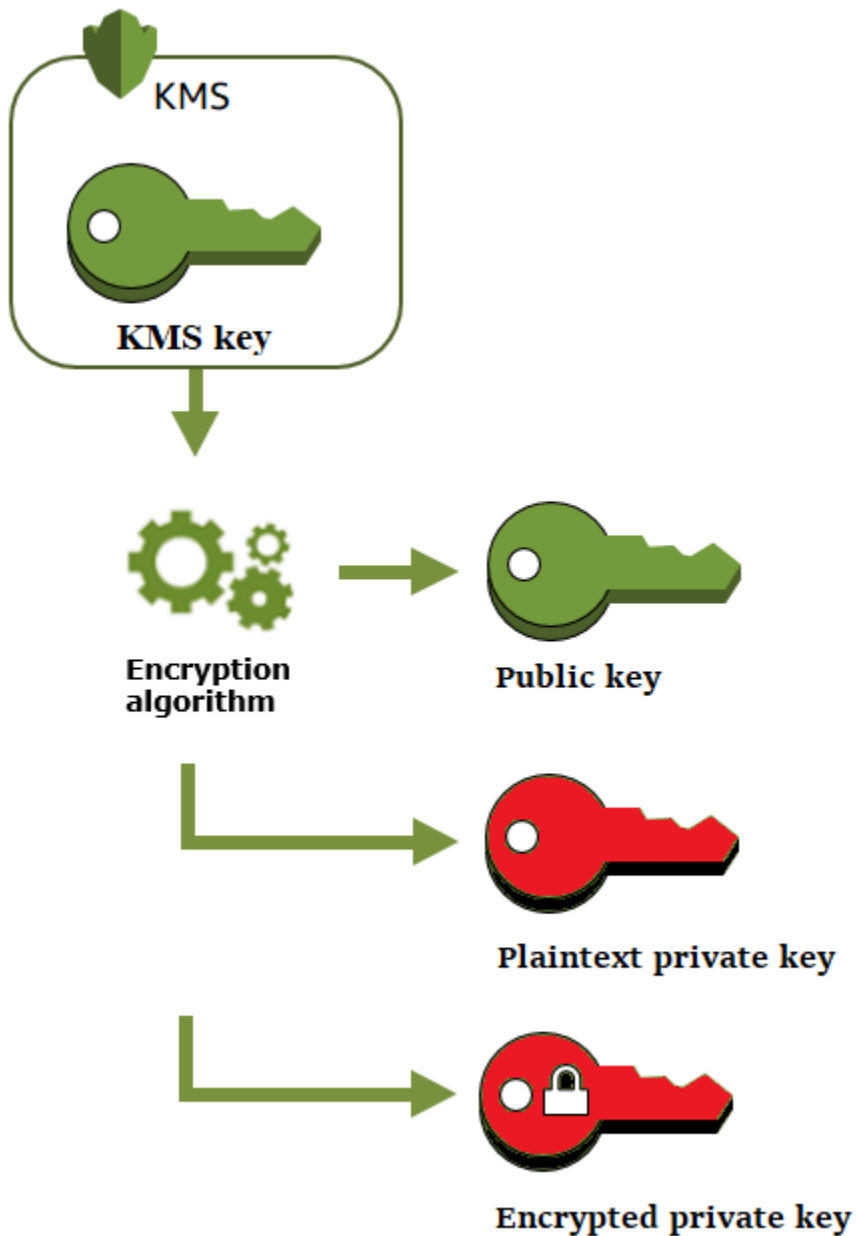 KMS
KMS key
Encryption
algorithm
Public key
Plaintext private key
Encrypted private key